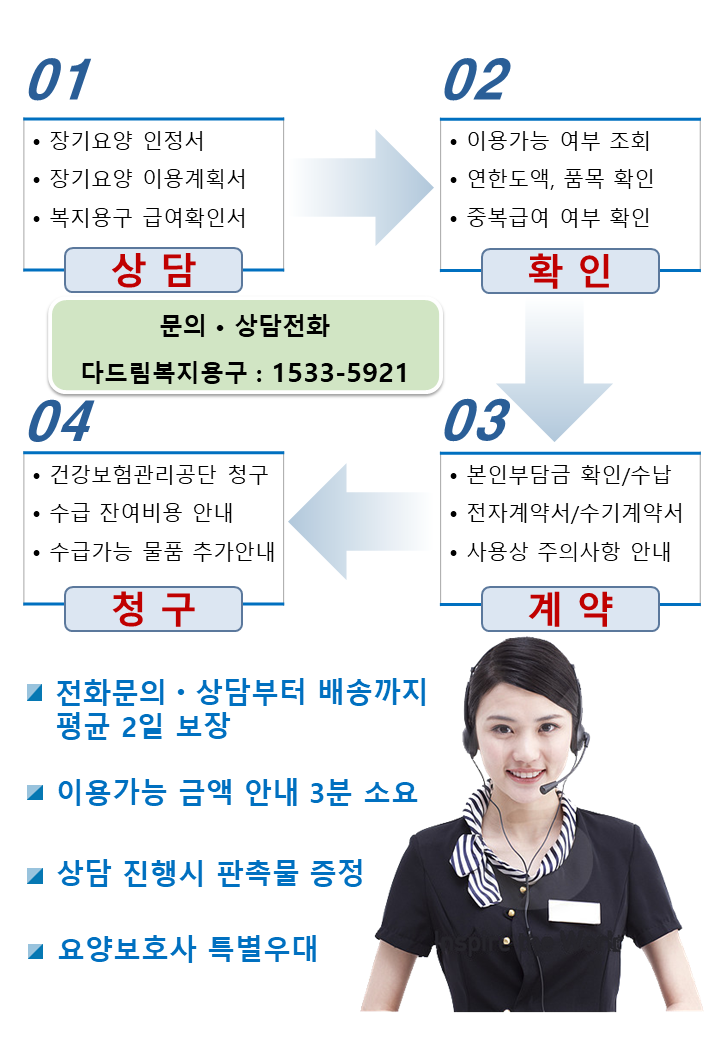 01
• 장기요양 인정서
• 장기요양 이용계획서
• 복지용구 급여확인서
상 담
02
• 이용가능 여부 조회
• 연한도액, 품목 확인
• 중복급여 여부 확인
확 인
문의 • 상담전화
다드림복지용구 : 1533-5921
03
• 본인부담금 확인/수납
• 전자계약서/수기계약서
• 사용상 주의사항 안내
계 약
04
• 건강보험관리공단 청구
• 수급 잔여비용 안내
• 수급가능 물품 추가안내
청 구
전화문의 • 상담부터 배송까지
평균 2일 보장
이용가능 금액 안내 3분 소요
상담 진행시 판촉물 증정
요양보호사 특별우대